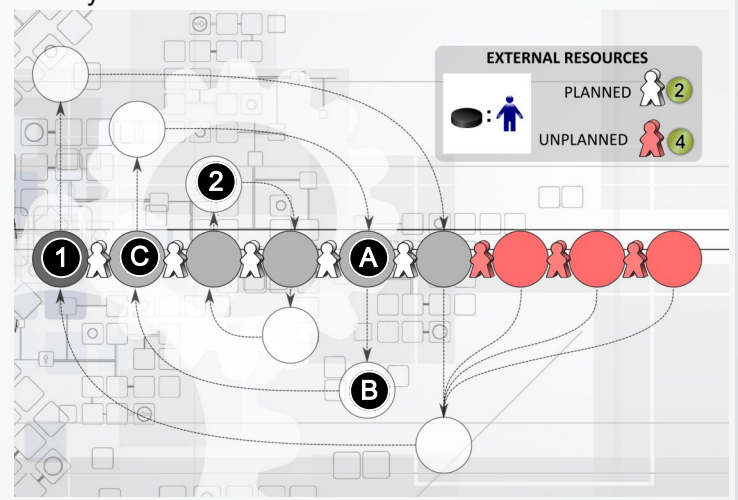 EXTERNAL RESOURCES
PLANNED 2
: 
UNPLANNED 4
2
1 C A
B